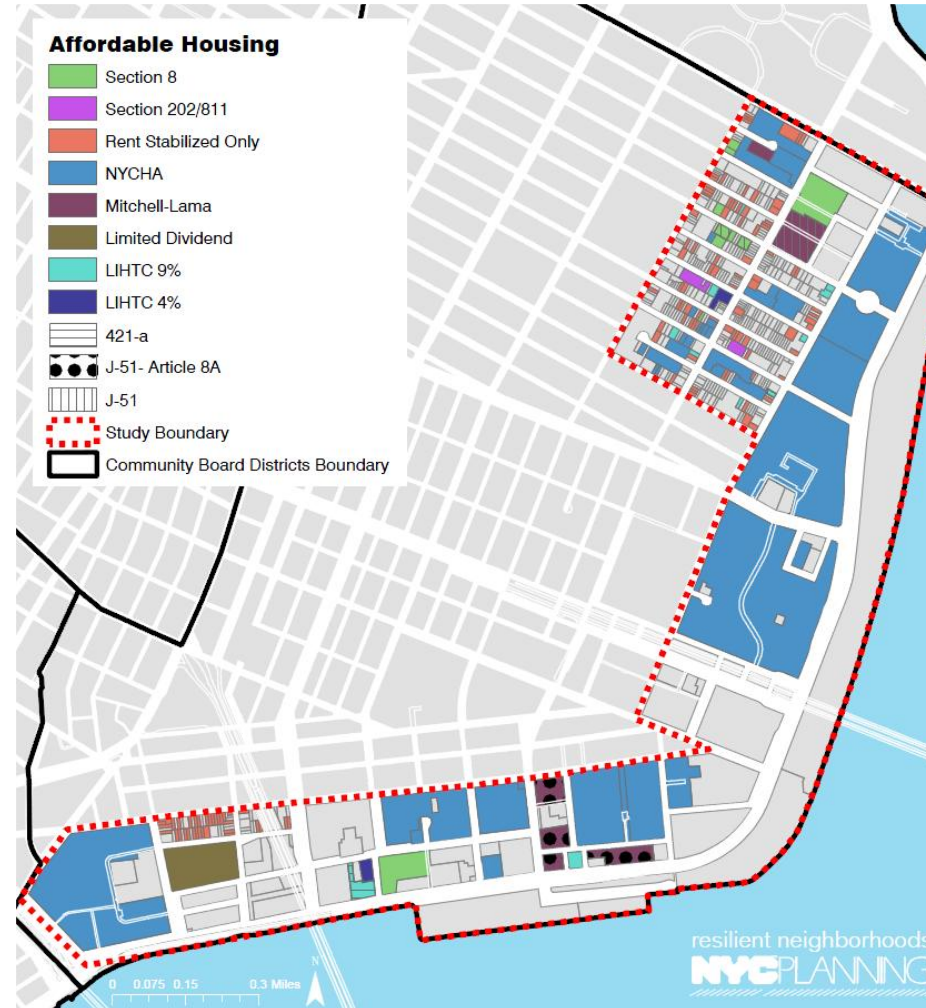 Affordable Housing
Section 8
Section 202/811
Rent Stabilized Only
NYCHA
Mitchell-Lama
Limited Dividend
LIHTC 9%
LIHTC 4%
421-a
J-51- Article 8A
J-51
Study Boundary
Community Board Districts Boundary
resilient neighborhoods
NYCPLANNING
N
0 0.075 0.15 0.3 Miles